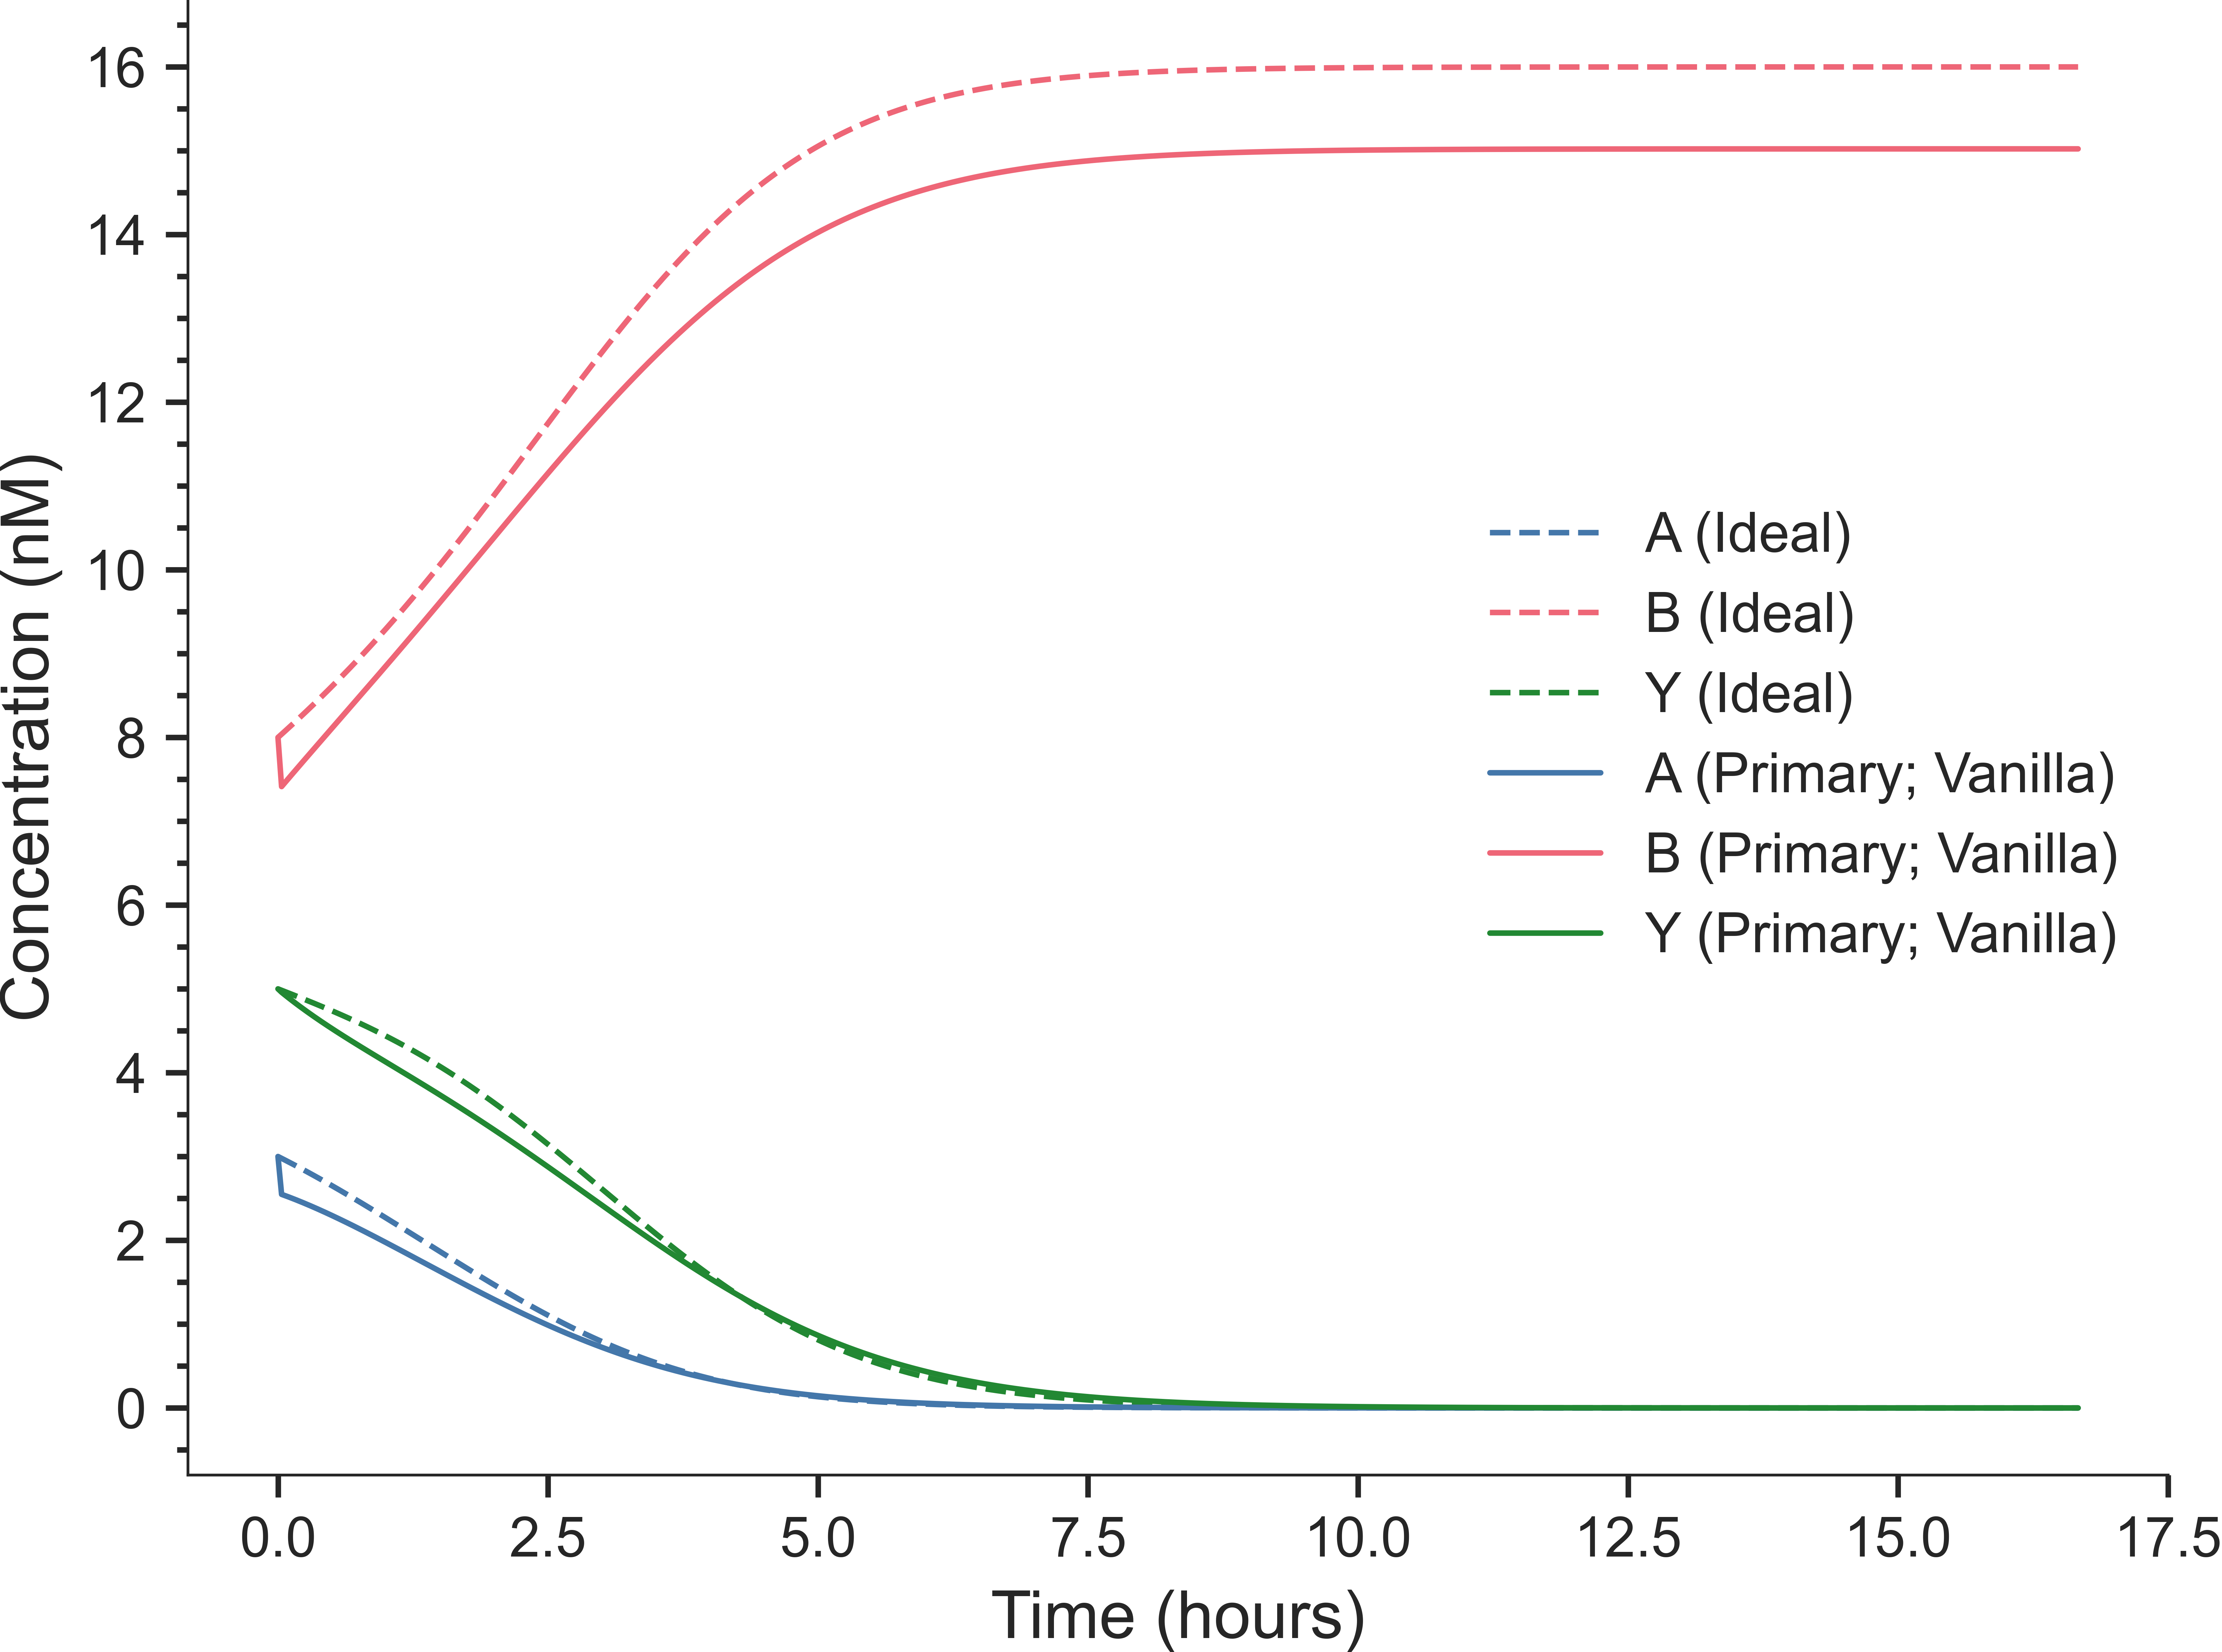 Concentration (nM)
16
14
12
10
8
6
4
2
0
A (Ideal)
B (Ideal)
Y (Ideal)
A (Primary; Vanilla)
B (Primary; Vanilla)
Y (Primary; Vanilla)
0.0 2.5 5.0 7.5 10.0 12.5 15.0 17.5
Time (hours)